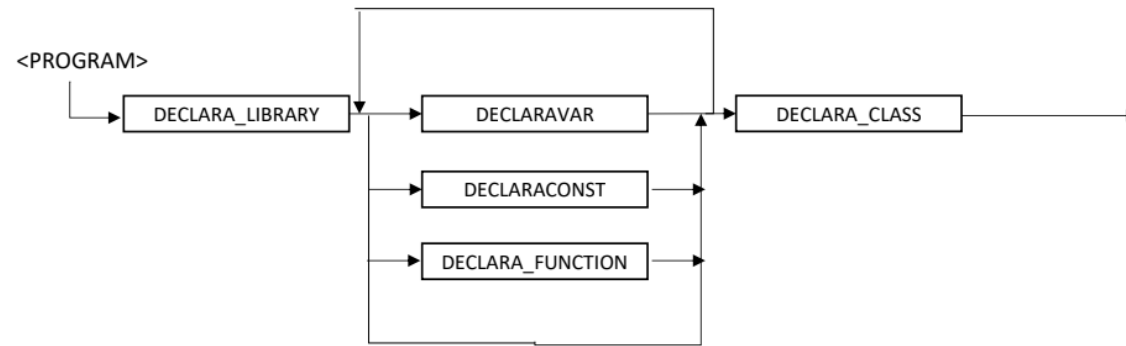 <PROGRAM>
DECLARA_LIBRARY
DECLARAVAR
DECLARA_CLASS
DECLARACONST
DECLARA_FUNCTION